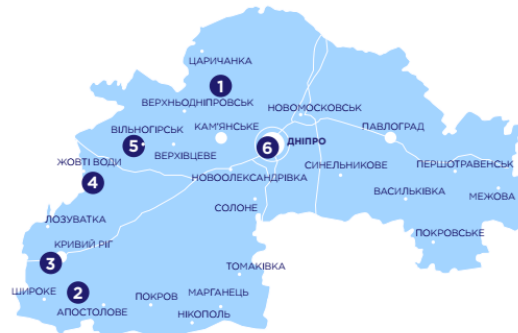 ЦАРИЧАНКА
1
ВЕРХНЬОДНІПРОВСЬК
НОВОМОСКОВСЬК
ВІЛЬНОГІРСЬК
КАМ'ЯНСЬКЕ
ПАВЛОГРАД
5
ВЕРХІВЦЕВЕ
6
ДНІПРО
ЖОВТІ ВОДИ
4
НОВООЛЕКСАНДРІВКА
СИНЕЛЬНИКОВЕ
ПЕРШОТРАВЕНСЬК
ВАСИЛЬКІВКА
МЕЖОВА
СОЛОНЕ
ЛОЗУВАТКА
ПОКРОВСЬКЕ
КРИВИЙ РІГ
3
ТОМАКІВКА
ШИРОКЕ
2
АПОСТОЛОВЕ
ПОКРОВ
МАРГАНЕЦЬ
НІКОПОЛЬ